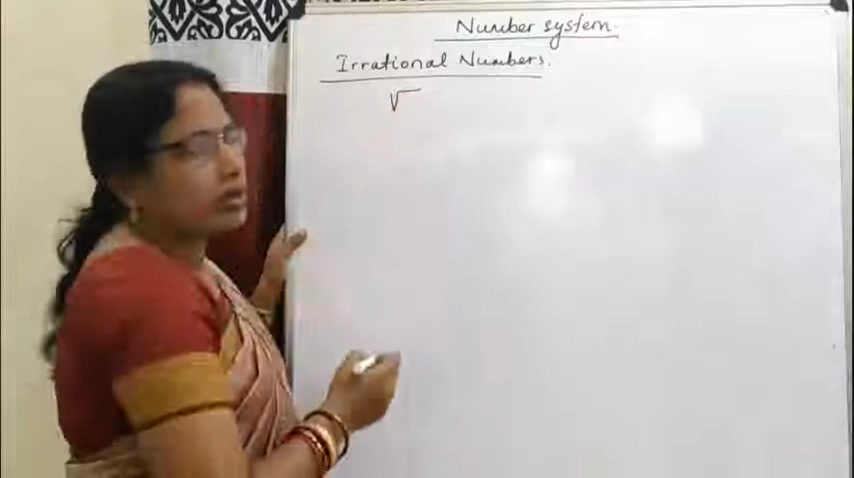 Number system.
Irrational Numbers.
√